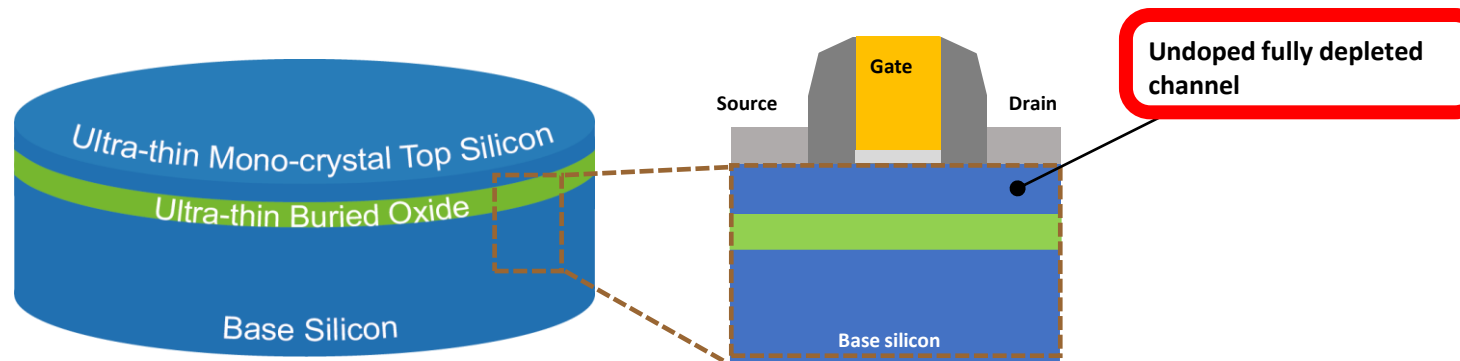 Ultra-thin Mono-crystal Top Silicon
Ultra-thin Buried Oxide
Base Silicon
Gate
Source
Drain
Base silicon
Undoped fully depleted
channel